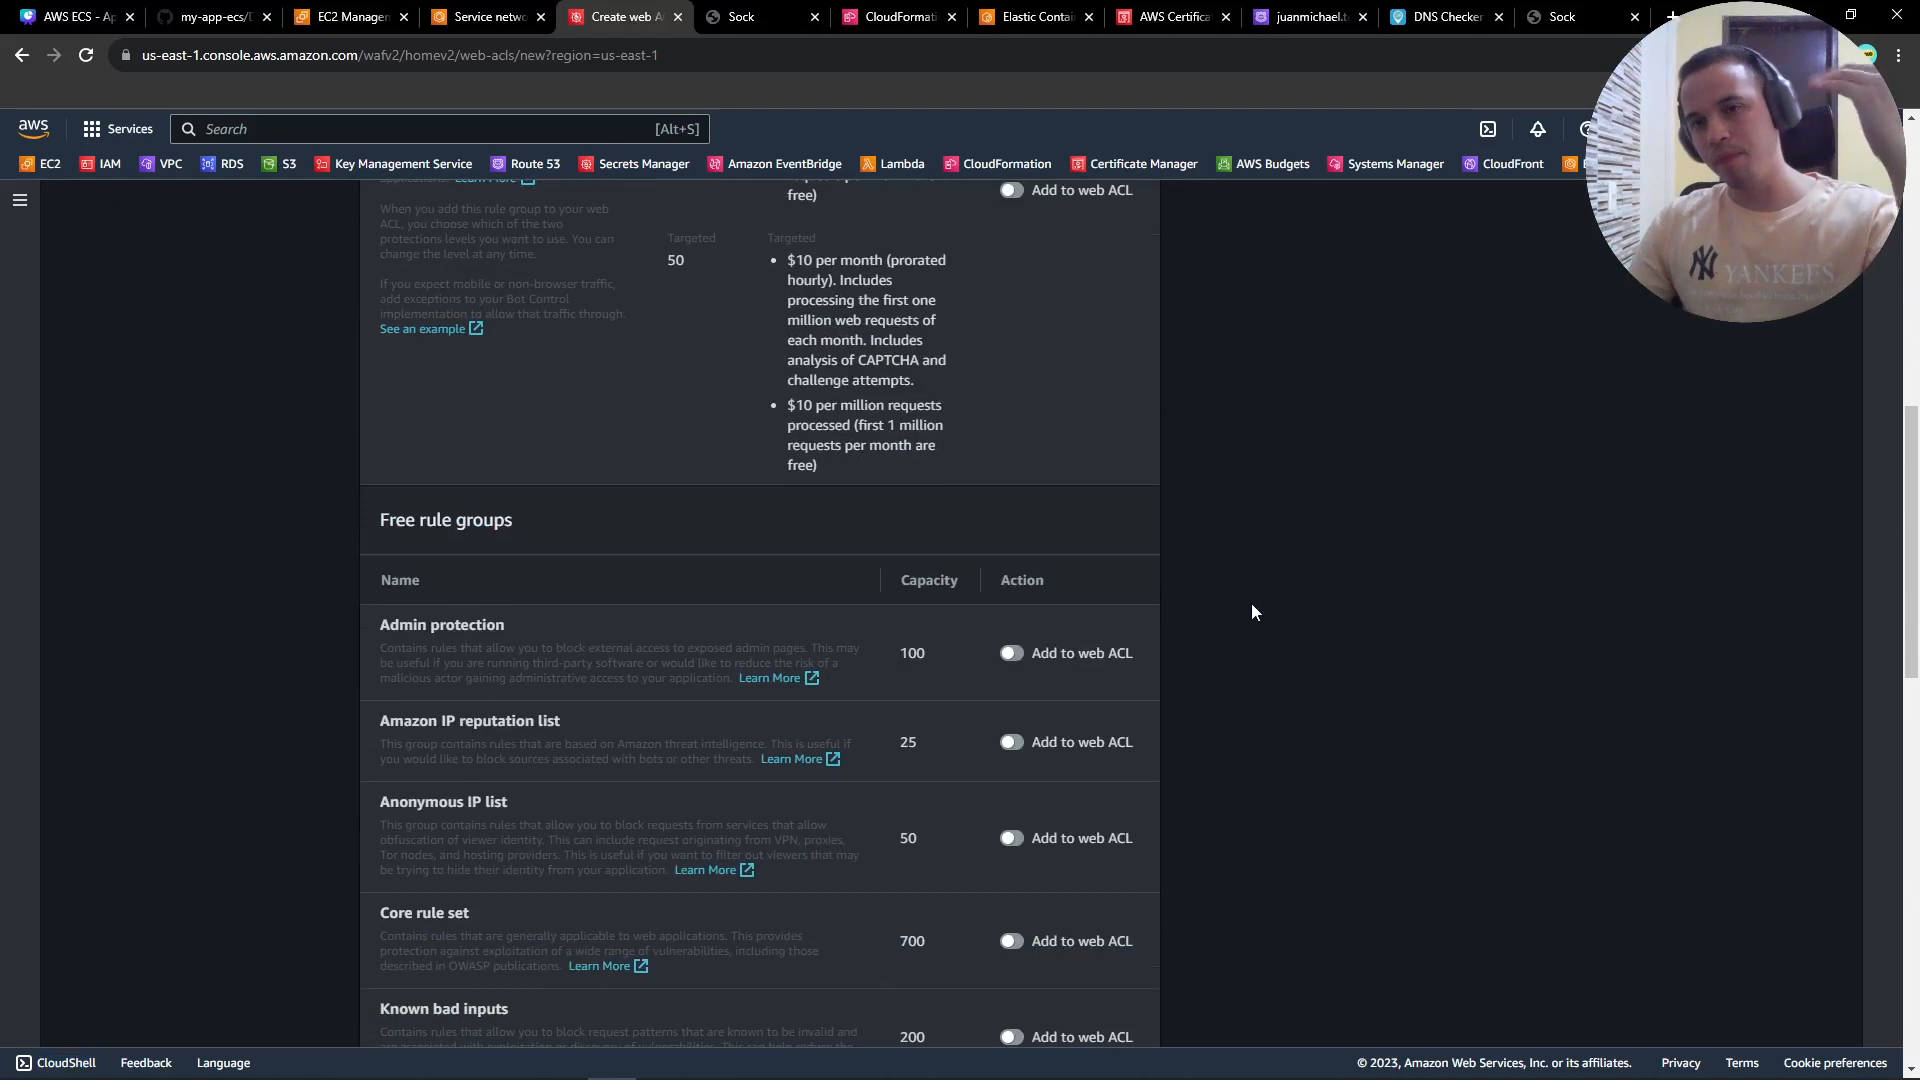 AWS ECS - A
my-app-ecs/
EC2 Manager
Service netwo
Create web A
Sock
CloudFormati
Elastic Contai
AWS Certifica
juanmichael.t
DNS Checker
Sock
us-east-1.console.aws.amazon.com/wafv2/homev2/web-acls/new?region=us-east-1
aws
Services
Search
[Alt+S]
EC2
IAM
VPC
RDS
S3
Key Management Service
Route 53
Secrets Manager
Amazon EventBridge
Lambda
CloudFormation
Certificate Manager
AWS Budgets
Systems Manager
CloudFront
free)
Add to web ACL
When you add this rule group to your web
ACL, you choose which of the two
protections levels you want to use. You can
change the level at any time.
If you expect mobile or non-browser traffic,
add exceptions to your Bot Control
implementation to allow that traffic through.
See an example
Targeted
50
Targeted
• $10 per month (prorated
hourly). Includes
processing the first one
million web requests of
each month. Includes
analysis of CAPTCHA and
challenge attempts.
• $10 per million requests
processed (first 1 million
requests per month are
free)
Free rule groups
Name
Capacity
Action
Admin protection
Contains rules that allow you to block external access to exposed admin pages. This may
be useful if you are running third-party software or would like to reduce the risk of a
malicious actor gaining administrative access to your application. Learn More
100
Add to web ACL
Amazon IP reputation list
This group contains rules that are based on Amazon threat intelligence. This is useful if
you would like to block sources associated with bots or other threats. Learn More
25
Add to web ACL
Anonymous IP list
This group contains rules that allow you to block requests from services that allow
obfuscation of viewer identity. This can include request originating from VPN, proxies,
Tor nodes, and hosting providers. This is useful if you want to filter out viewers that may
be trying to hide their identity from your application. Learn More
50
Add to web ACL
Core rule set
Contains rules that are generally applicable to web applications. This provides
protection against exploitation of a wide range of vulnerabilities, including those
described in OWASP publications. Learn More
700
Add to web ACL
Known bad inputs
Contains rules that allow you to block request patterns that are known to be invalid and
200
Add to web ACL
CloudShell
Feedback
Language
© 2023, Amazon Web Services, Inc. or its affiliates.
Privacy
Terms
Cookie preferences
NY YANKEES